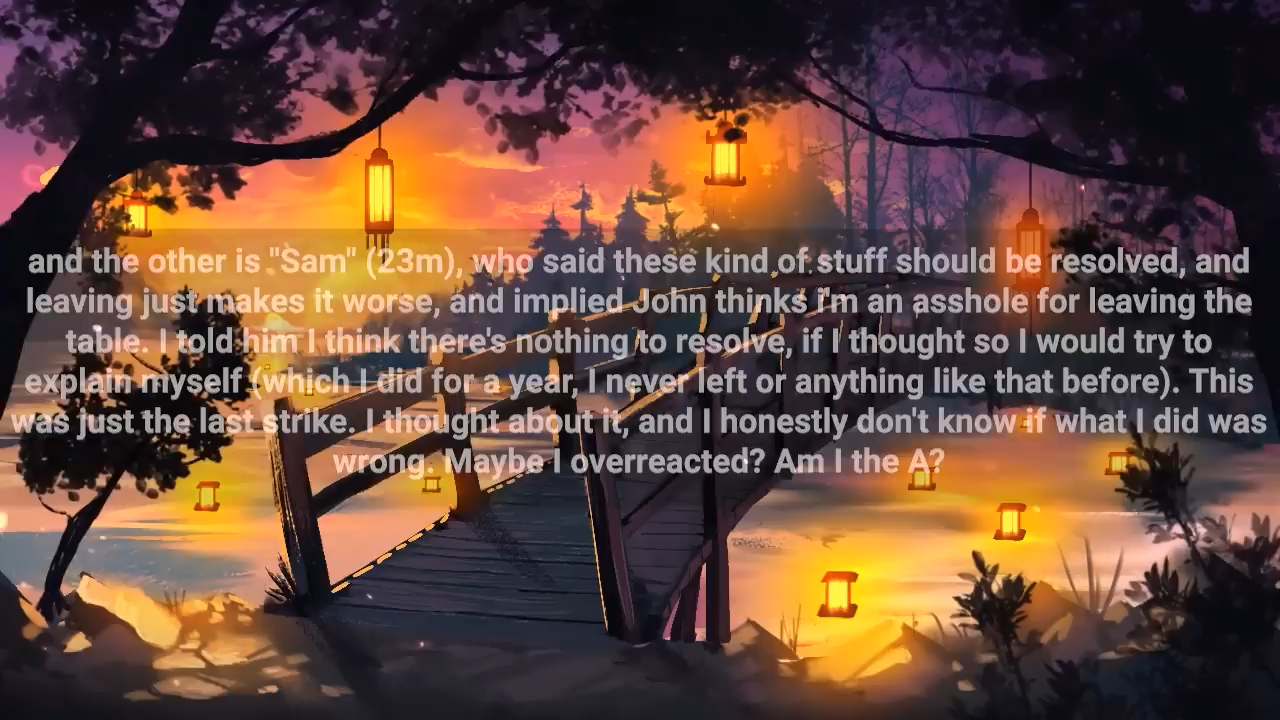 and the other is "Sam" (23m), who said these kind of stuff should be resolved, and
leaving just makes it worse, and implied John thinks i'm an asshole for leaving the
table. I told him I think there's nothing to resolve, if I thought so I would try to
explain myself (which I did for a year, I never left or anything like that before). This
was just the last strike. I thought about it, and I honestly don't know if what I did was
wrong. Maybe I overreacted? Am I the A?